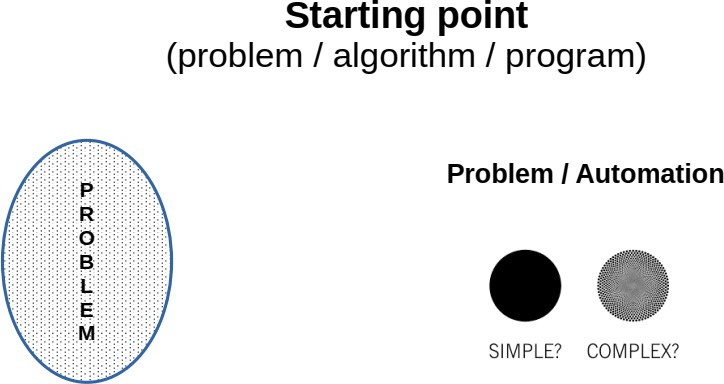 Starting point
(problem / algorithm / program)
Problem / Automation
P
R
O
B
L
E
M
SIMPLE? COMPLEX?